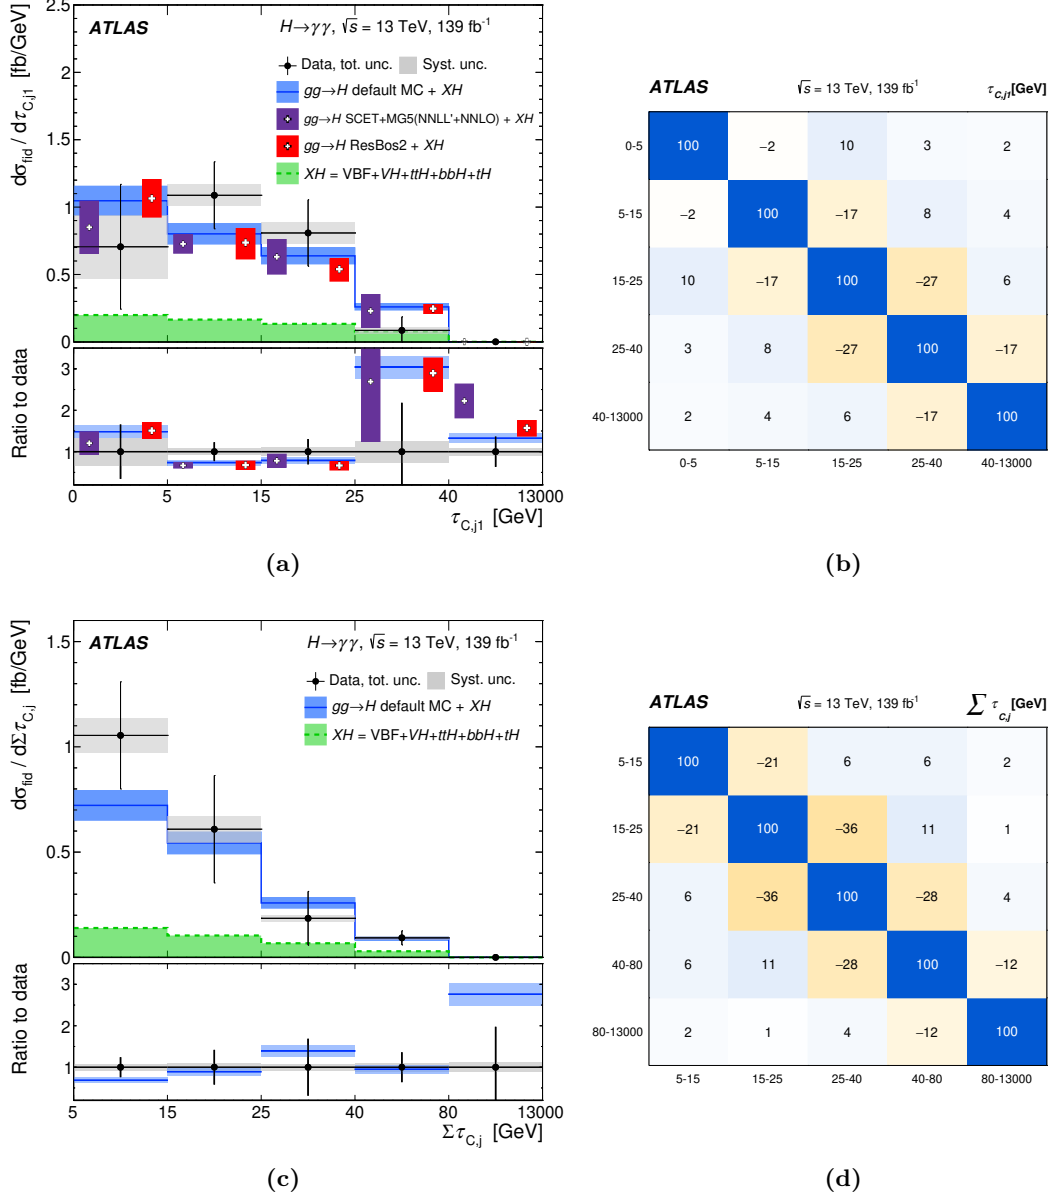 ATLAS
H→γγ, √s = 13 TeV, 139 fb⁻¹
Data, tot. unc. Syst. unc.
gg→H default MC + XH
gg→H SCET+MG5(NNLL'+NNLO) + XH
gg→H ResBos2 + XH
XH = VBF+VH+ttH+bbH+tH
dσ_fid / dτ_C,j1 [fb/GeV]
2.5
2
1.5
1
0.5
0
Ratio to data
3
2
1
0 5 15 25 40 13000
τ_C,j1 [GeV]
(a)
ATLAS √s = 13 TeV, 139 fb⁻¹ τ_C,j1[GeV]
0-5 100 −2 10 3 2
5-15 −2 100 −17 8 4
15-25 10 −17 100 −27 6
25-40 3 8 −27 100 −17
40-13000 2 4 6 −17 100
0-5 5-15 15-25 25-40 40-13000
(b)
ATLAS
H→γγ, √s = 13 TeV, 139 fb⁻¹
Data, tot. unc. Syst. unc.
gg→H default MC + XH
XH = VBF+VH+ttH+bbH+tH
dσ_fid / dΣτ_C,j [fb/GeV]
1.5
1
0.5
0
Ratio to data
3
2
1
5 15 25 40 80 13000
Στ_C,j [GeV]
(c)
ATLAS √s = 13 TeV, 139 fb⁻¹ ∑ τ_C,j[GeV]
5-15 100 −21 6 6 2
15-25 −21 100 −36 11 1
25-40 6 −36 100 −28 4
40-80 6 11 −28 100 −12
80-13000 2 1 4 −12 100
5-15 15-25 25-40 40-80 80-13000
(d)